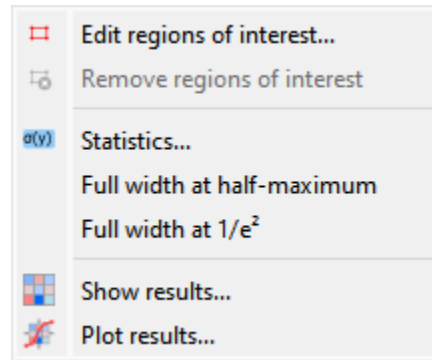 Edit regions of interest...
Remove regions of interest
σ(y) Statistics...
Full width at half-maximum
Full width at 1/e²
Show results...
Plot results...